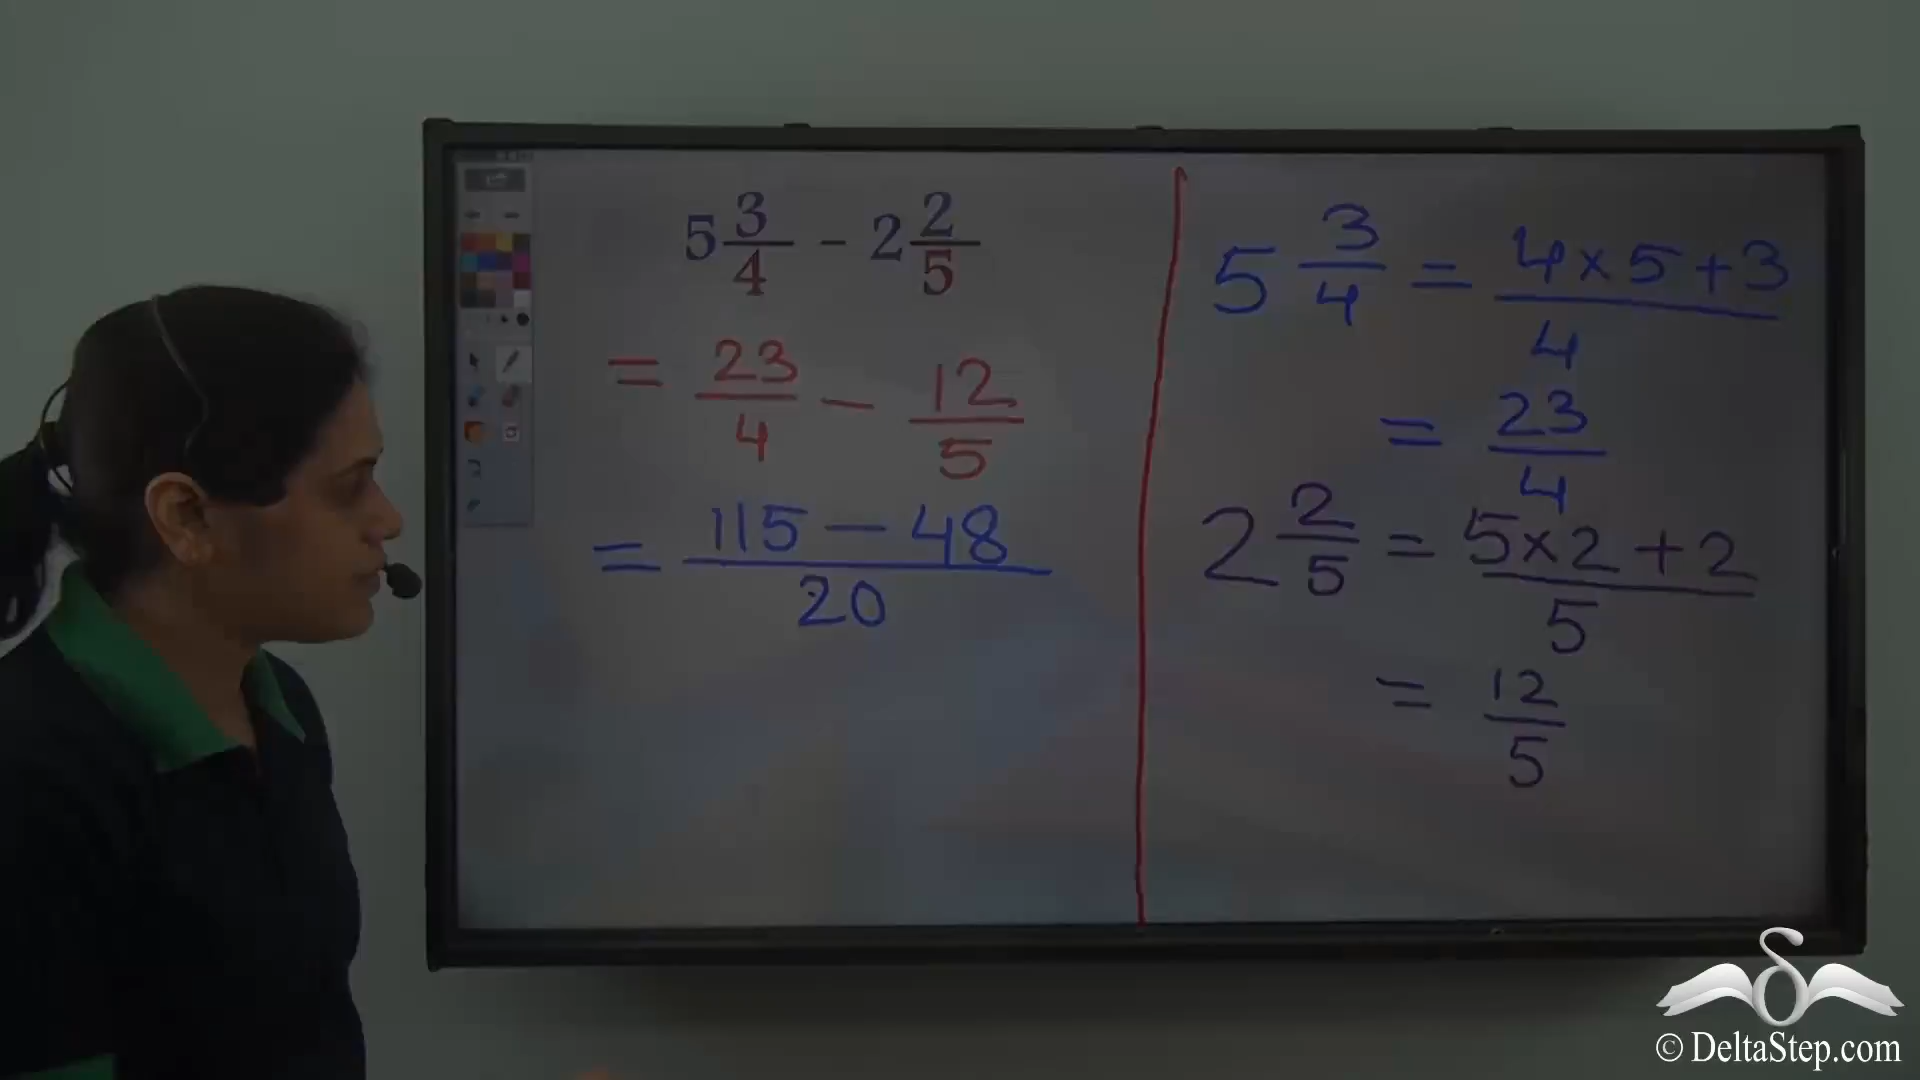 5 3/4 - 2 2/5
= 23/4 - 12/5
= 115 - 48 / 20
5 3/4 = 4 × 5 + 3 / 4
= 23/4
2 2/5 = 5 × 2 + 2 / 5
= 12/5
© DeltaStep.com